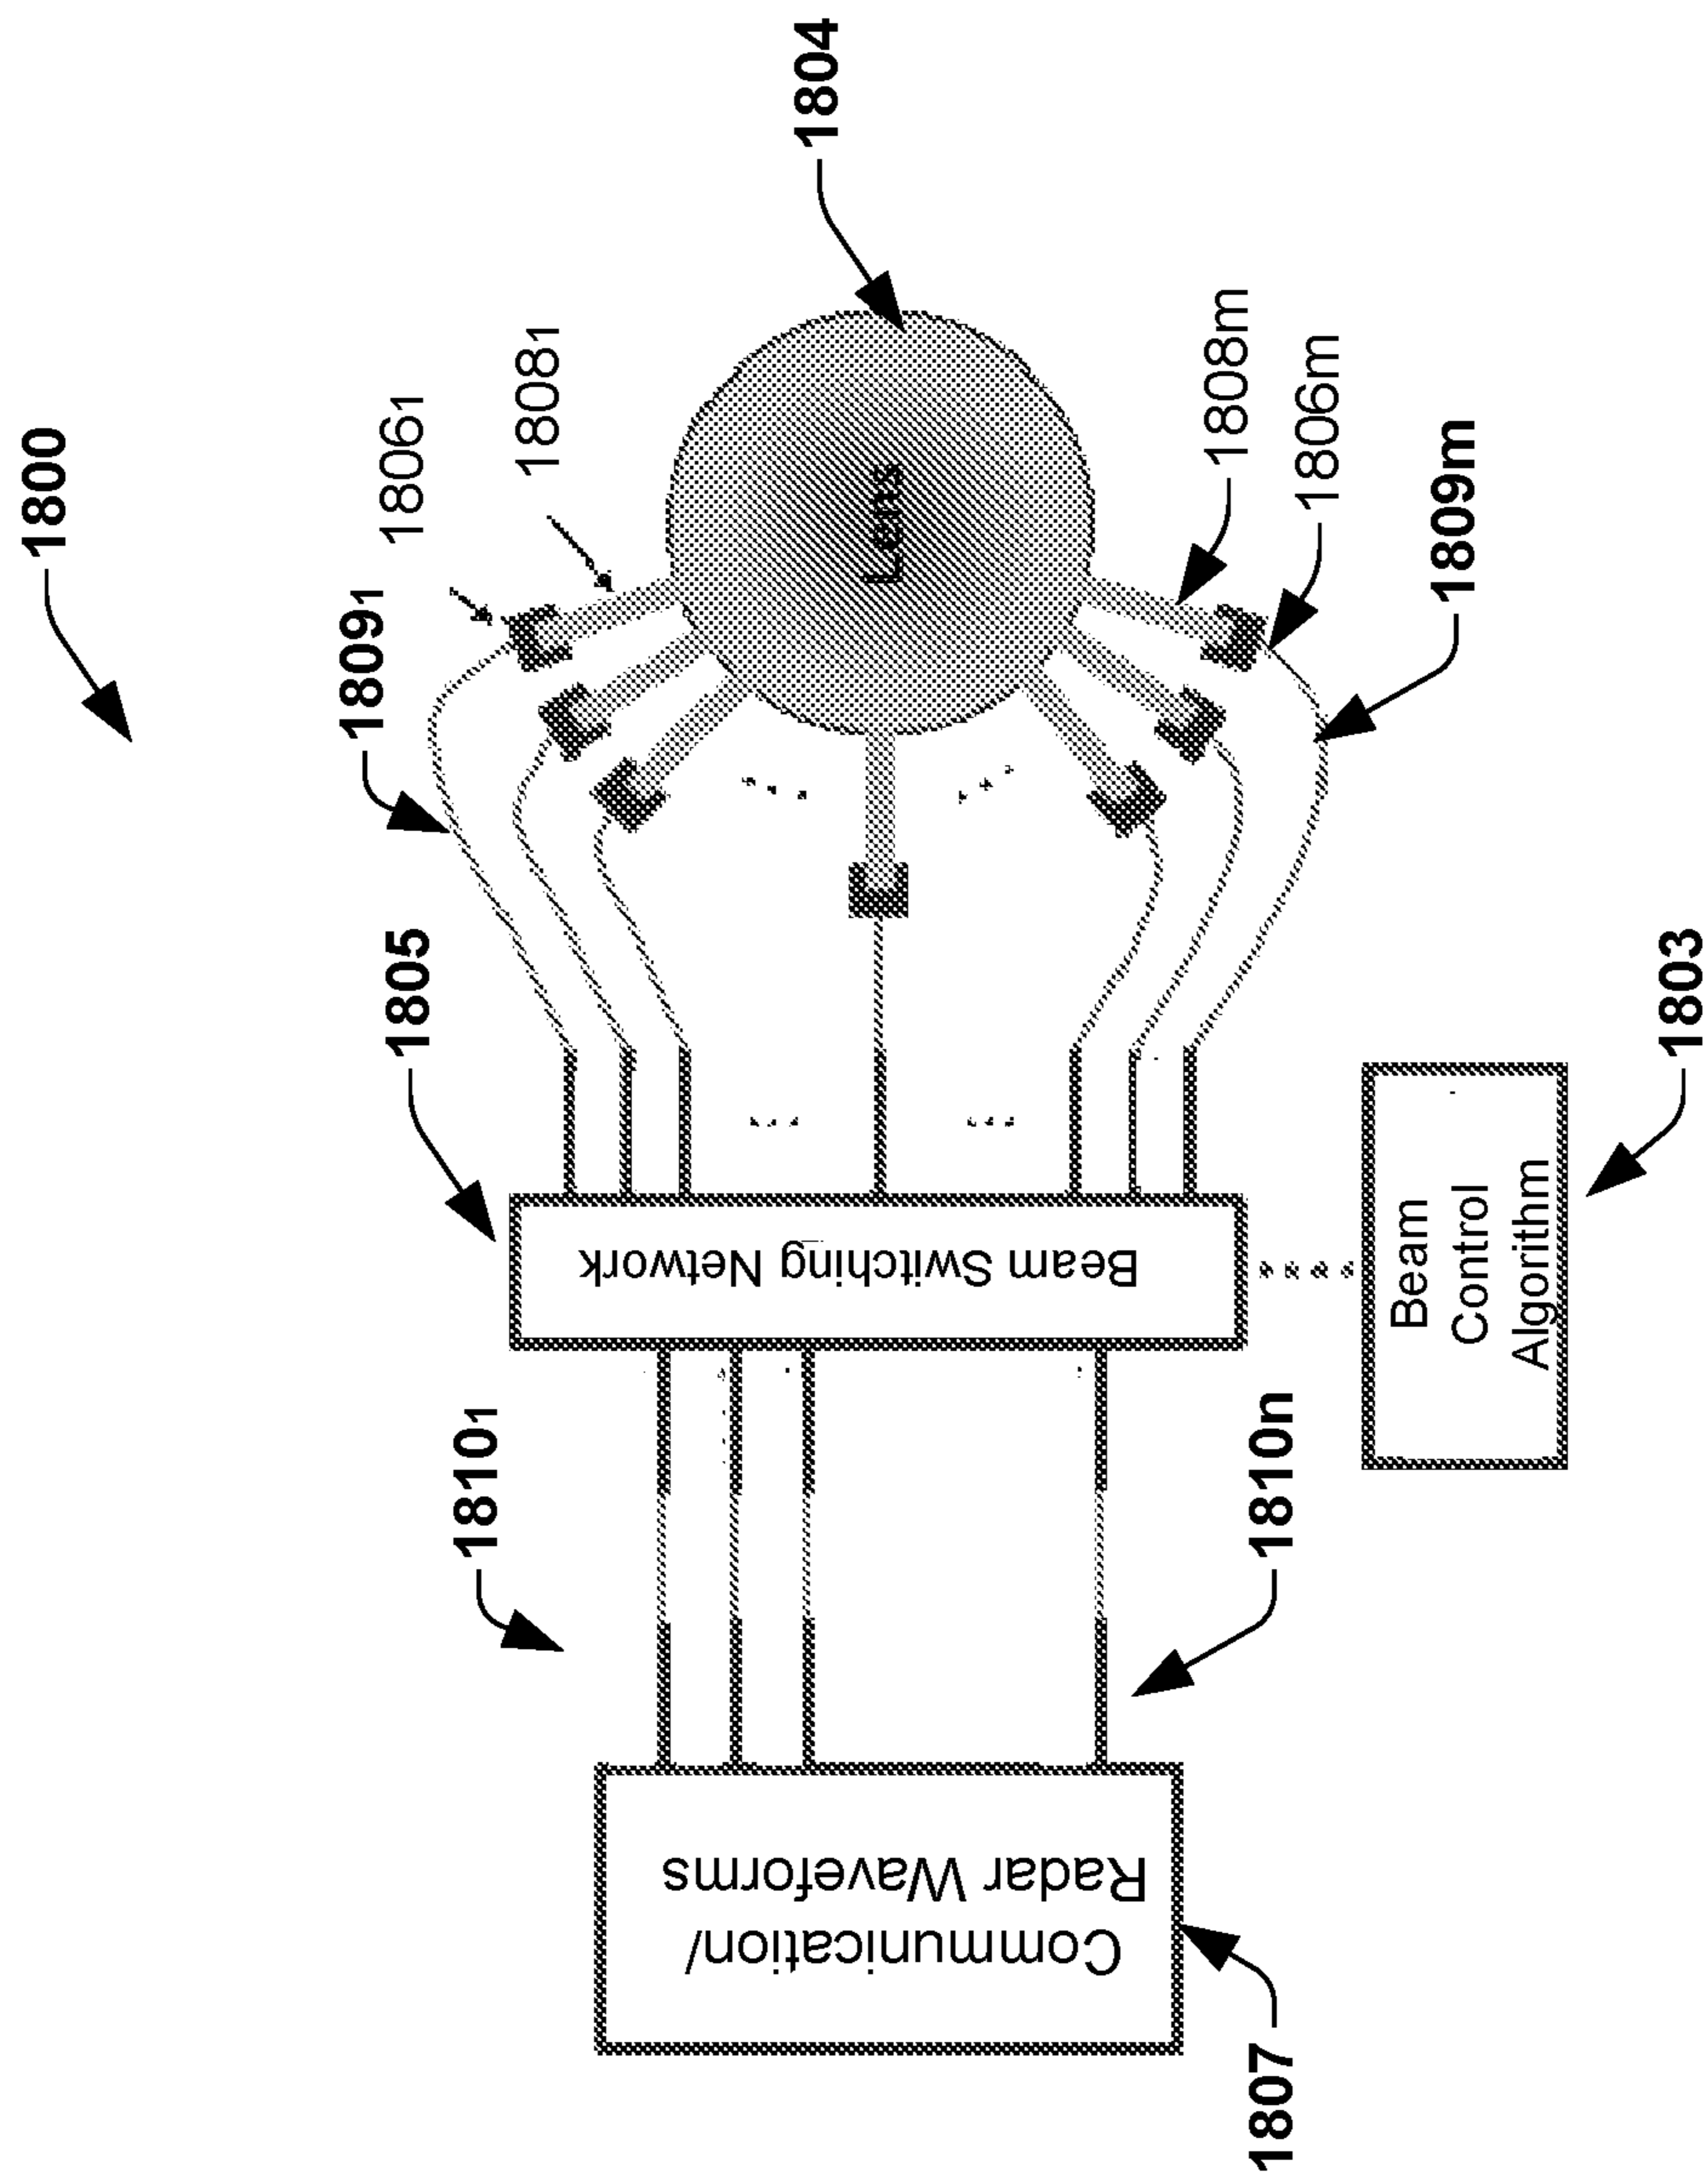 1800
1804
1806₁
1808₁
1809₁
1805
Lens
1808m
1806m
1809m
1803
Beam Switching Network
Beam
Control
Algorithm
1810₁
1810n
Communication/
Radar Waveforms
1807